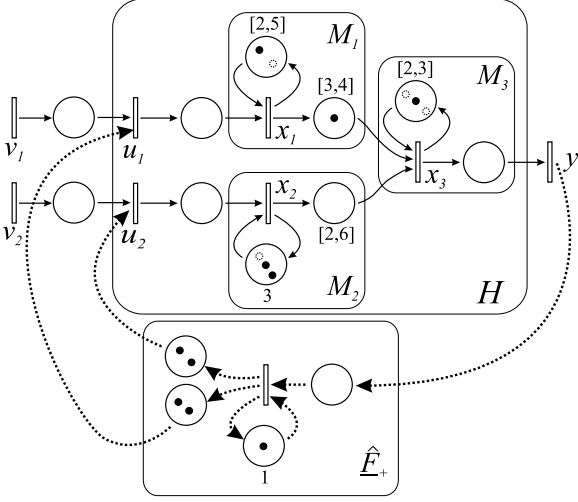 [2,5]
M1
[2,3]
M3
[3,4]
v1
u1
x1
x3
y
x2
v2
u2
[2,6]
3
M2
H
1
F̂+